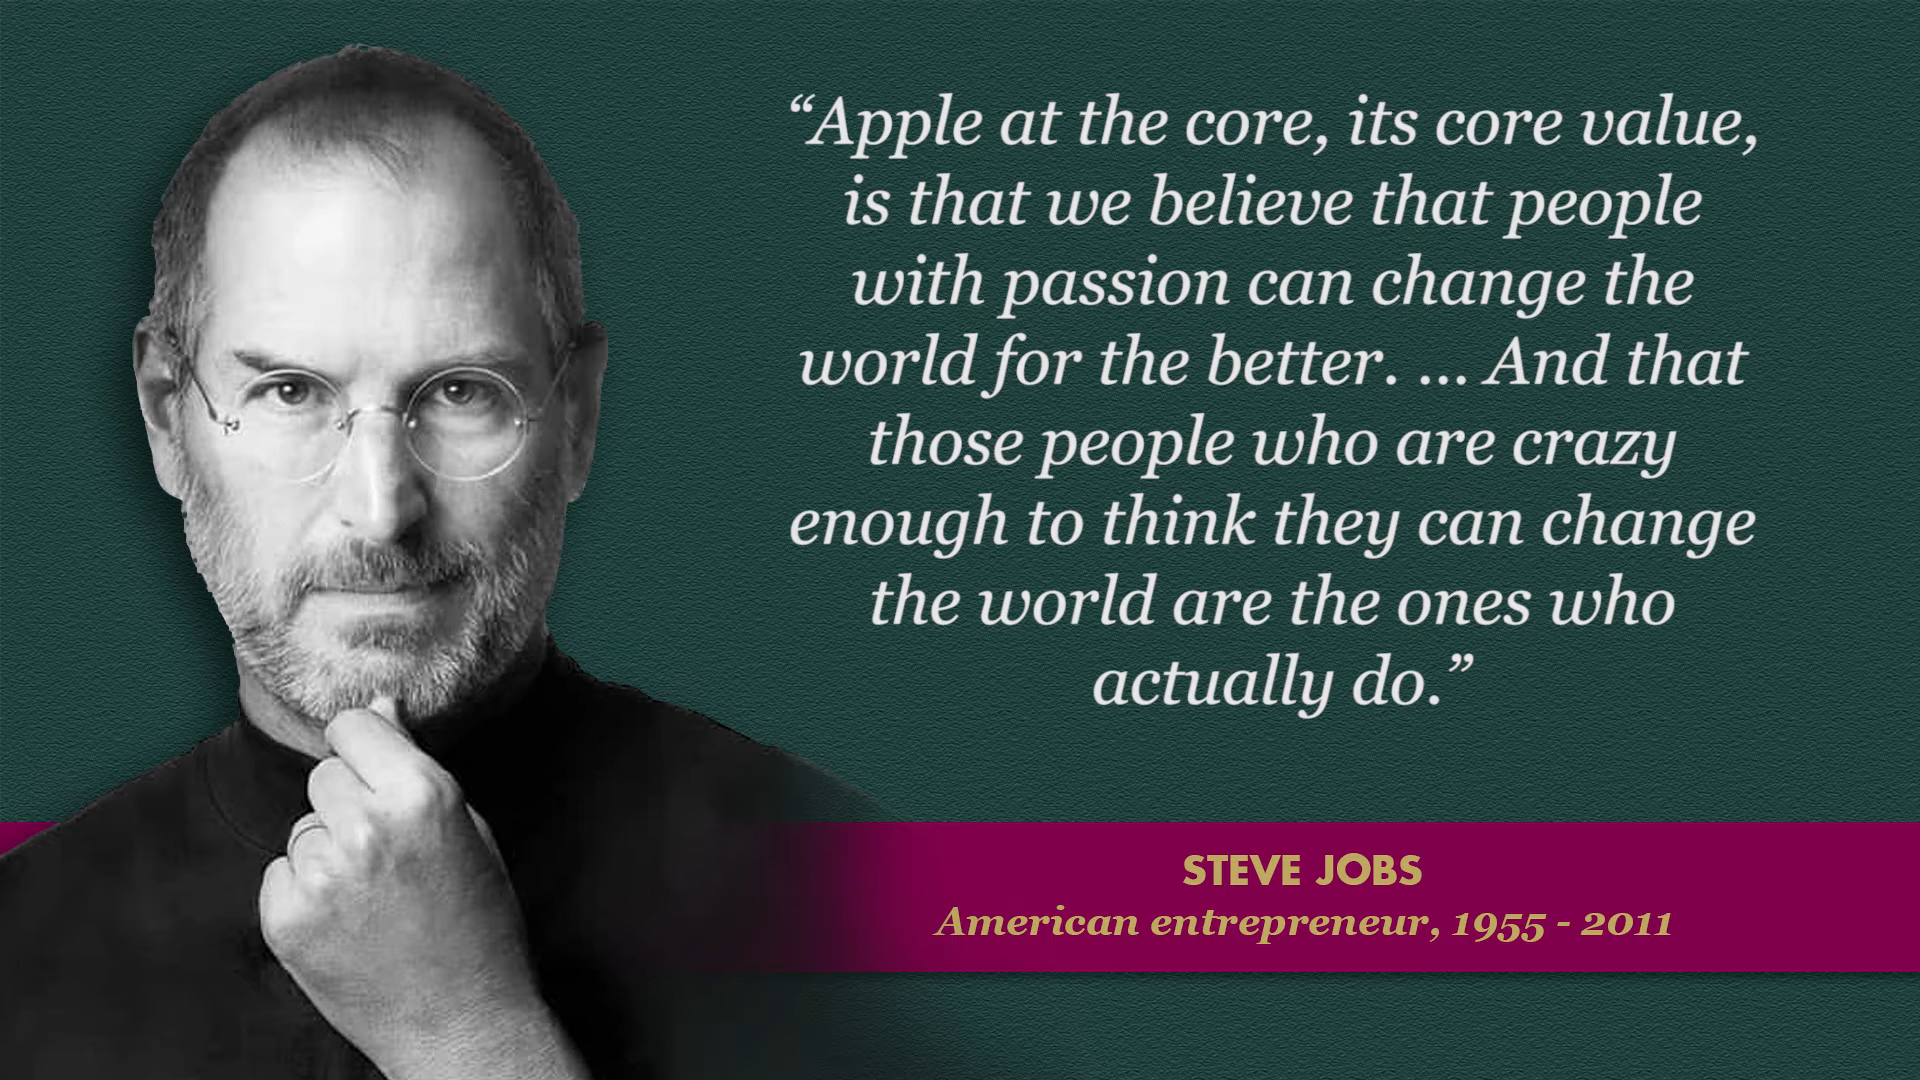 “Apple at the core, its core value,
is that we believe that people
with passion can change the
world for the better. ... And that
those people who are crazy
enough to think they can change
the world are the ones who
actually do.”
STEVE JOBS
American entrepreneur, 1955 - 2011